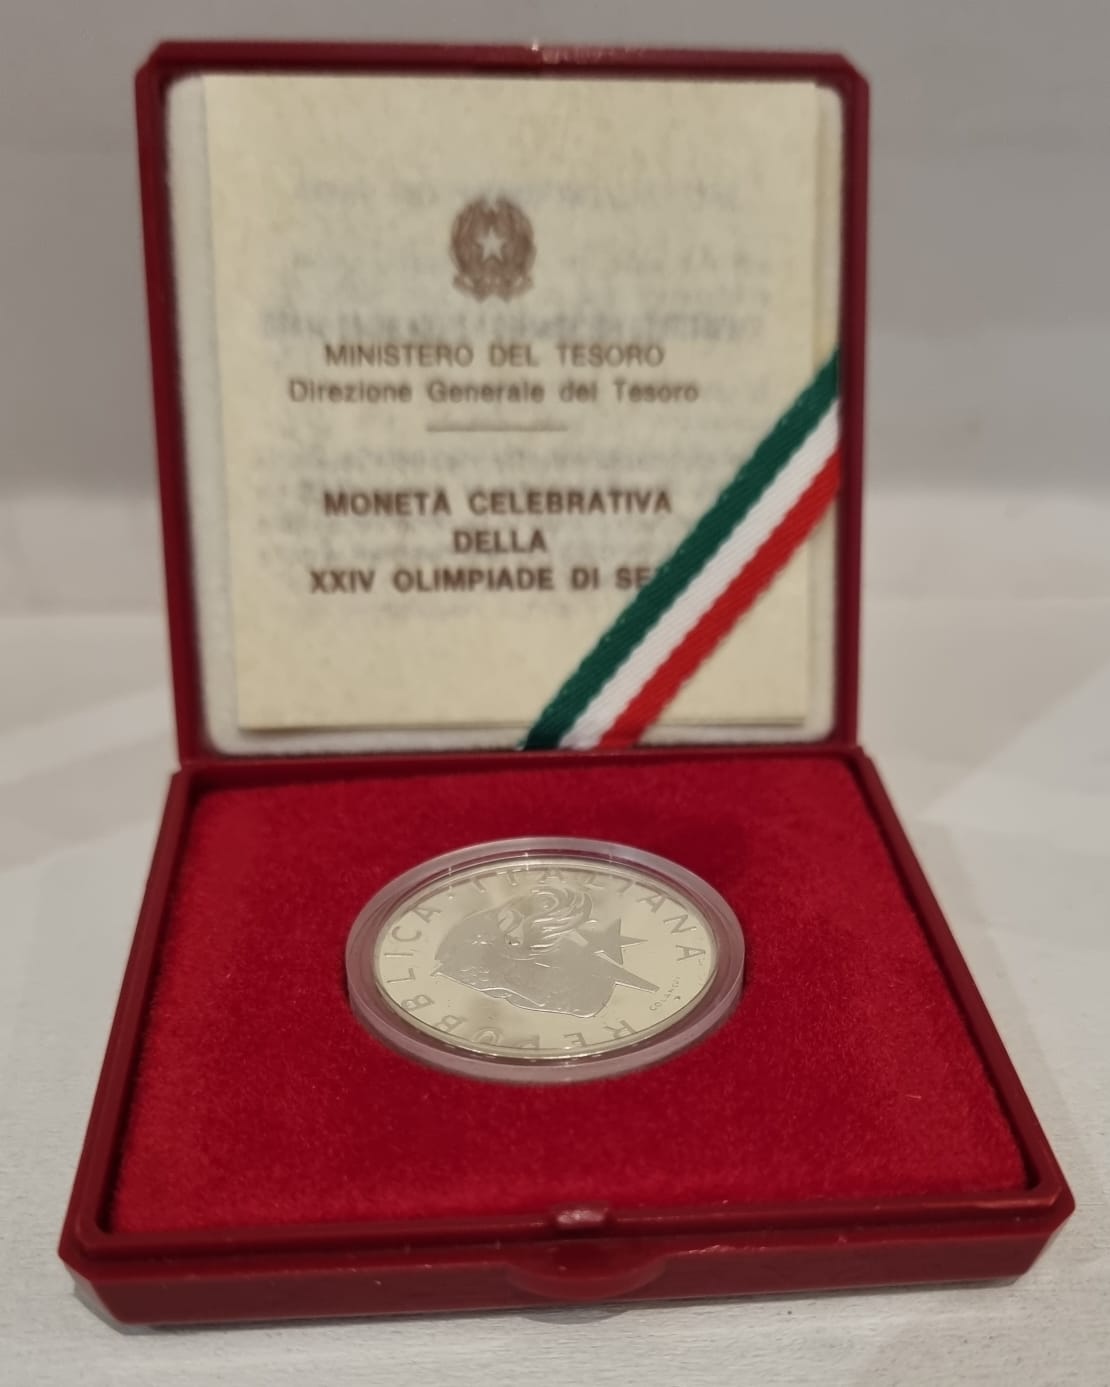 MINISTERO DEL TESORO
Direzione Generale del Tesoro
MONETA CELEBRATIVA
DELLA
XXIV OLIMPIADE DI SE
REPUBBLICA · ITALIANA